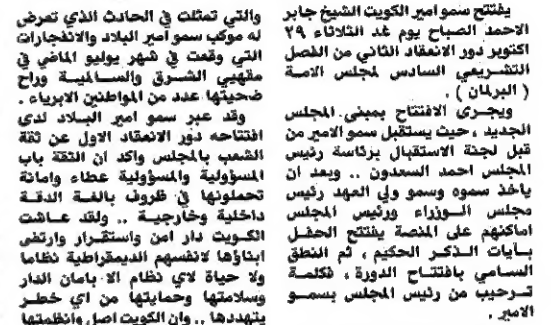 يفتتح سمو امير الكويت الشيخ جابر
الاحمد الصباح يوم غد الثلاثاء ٢٩
اكتوبر دور الانعقاد الثاني من الفصل
التشريعي السادس لمجلس الامة
( البرلمان ) .
ويجرى الافتتاح بمبنى المجلس
الجديد ، حيث يستقبل سمو الامير من
قبل لجنة الاستقبال برئاسة رئيس
المجلس احمد السعدون .. وبعد ان
ياخذ سموه وسمو ولي العهد رئيس
مجلس الوزراء ورئيس المجلس
اماكنهم على المنصة يفتتح الحفل
بآيات الذكر الحكيم ، ثم النطق
السامي بافتتاح الدورة ، فكلمة
ترحيب من رئيس المجلس بسمو
الامير .
والتي تمثلت في الحادث الذي تعرض
له موكب سمو امير البلاد والانفجارات
التي وقعت في شهر يوليو الماضي في
مقهيي الشرق والسالمية وراح
ضحيتها عدد من المواطنين الابرياء .
وقد عبر سمو امير البلاد لدى
افتتاحه دور الانعقاد الاول عن ثقة
الشعب بالمجلس واكد ان الثقة باب
المسؤولية والمسؤولية عطاء وامانة
تحملونها في ظروف بالغة الدقة
داخلية وخارجية .. ولقد عاشت
الكويت دار امن واستقرار وارتضى
ابناؤها لانفسهم الديمقراطية نظاما
ولا حياة لاي نظام الا بامان الدار
وسلامتها وحمايتها من اي خطر
يتهددها .. وان الكويت اصل وانظمتها